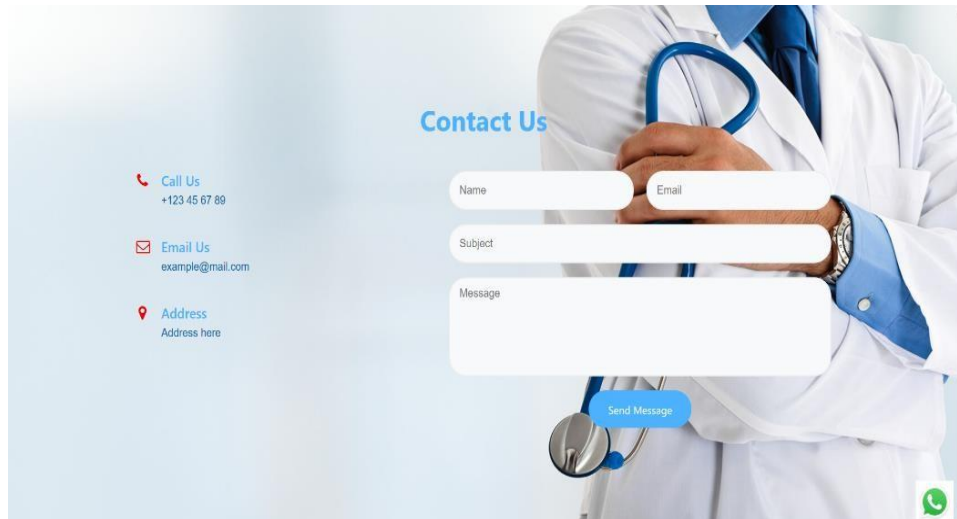 Contact Us
Call Us
+123 45 67 89
Email Us
example@mail.com
Address
Address here
Name
Email
Subject
Message
Send Message